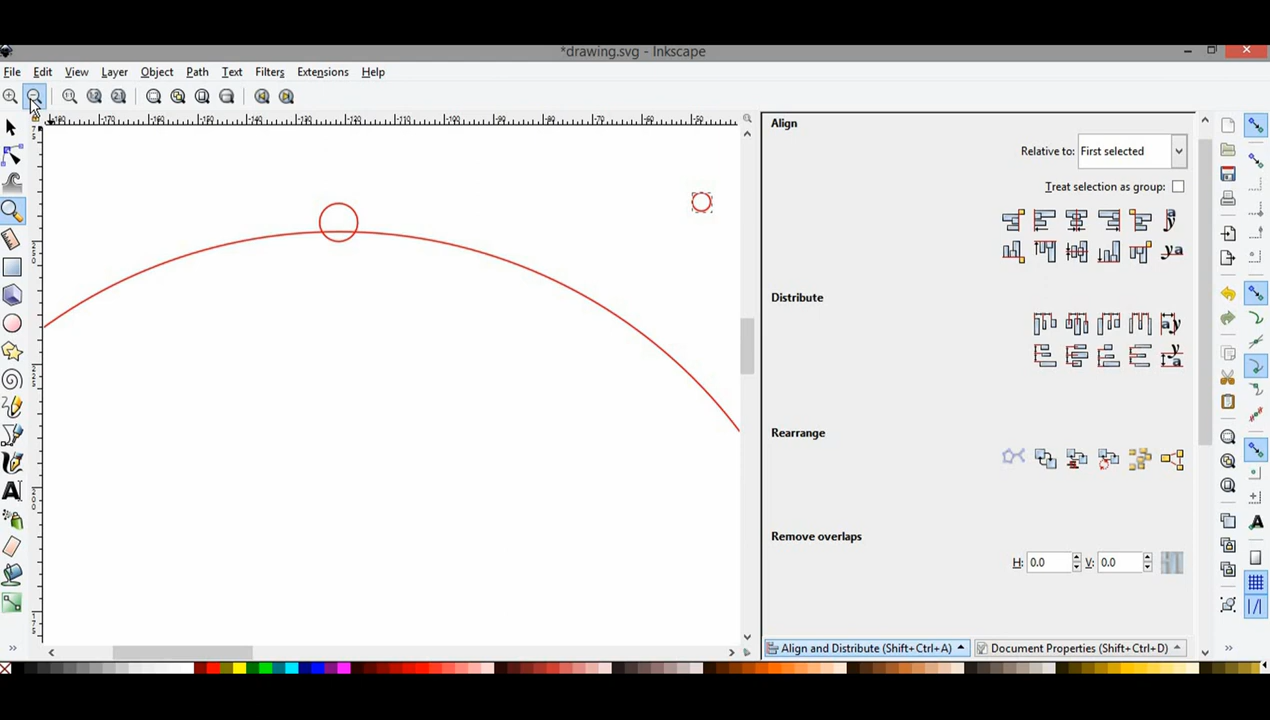 *drawing.svg - Inkscape
File Edit View Layer Object Path Text Filters Extensions Help
Align
Relative to: First selected
Treat selection as group:
Distribute
Rearrange
Remove overlaps
H: 0.0 V: 0.0
Align and Distribute (Shift+Ctrl+A) Document Properties (Shift+Ctrl+D)